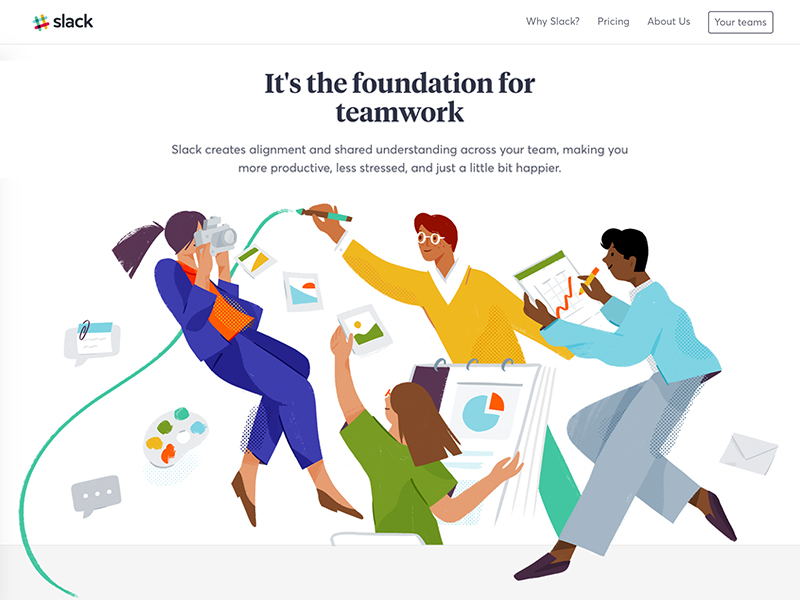 slack
Why Slack?
Pricing
About Us
Your teams
It's the foundation for
teamwork
Slack creates alignment and shared understanding across your team, making you
more productive, less stressed, and just a little bit happier.